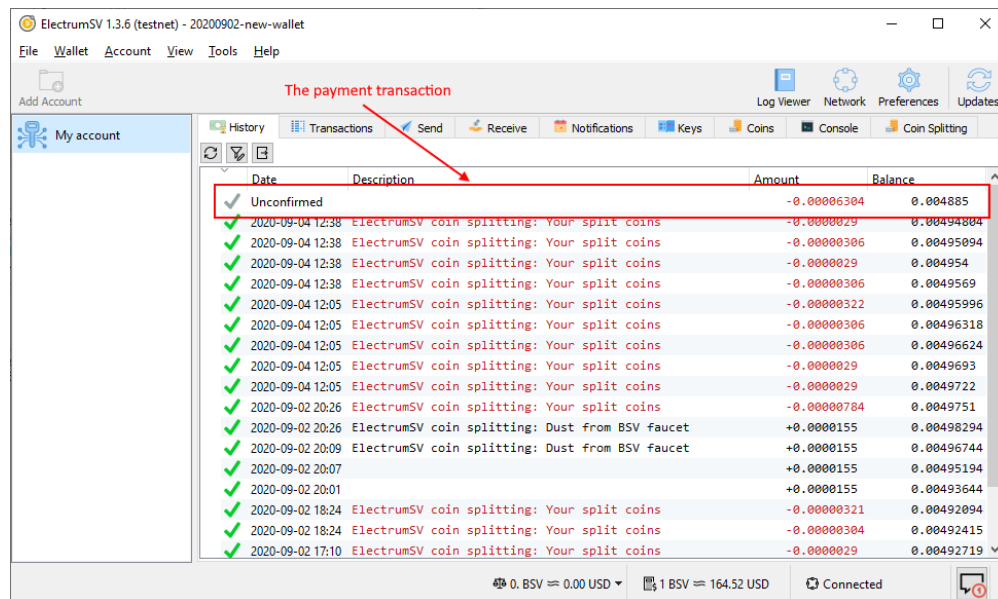 ElectrumSV 1.3.6 (testnet) - 20200902-new-wallet
File Wallet Account View Tools Help
Add Account
Log Viewer Network Preferences Updates
The payment transaction
My account
History Transactions Send Receive Notifications Keys Coins Console Coin Splitting
Date Description Amount Balance
Unconfirmed -0.00006304 0.004885
2020-09-04 12:38 ElectrumSV coin splitting: Your split coins -0.0000029 0.00494804
2020-09-04 12:38 ElectrumSV coin splitting: Your split coins -0.00000306 0.00495094
2020-09-04 12:38 ElectrumSV coin splitting: Your split coins -0.0000029 0.004954
2020-09-04 12:38 ElectrumSV coin splitting: Your split coins -0.00000306 0.0049569
2020-09-04 12:05 ElectrumSV coin splitting: Your split coins -0.00000322 0.00495996
2020-09-04 12:05 ElectrumSV coin splitting: Your split coins -0.00000306 0.00496318
2020-09-04 12:05 ElectrumSV coin splitting: Your split coins -0.00000306 0.00496624
2020-09-04 12:05 ElectrumSV coin splitting: Your split coins -0.0000029 0.0049693
2020-09-04 12:05 ElectrumSV coin splitting: Your split coins -0.0000029 0.0049722
2020-09-02 20:26 ElectrumSV coin splitting: Your split coins -0.00000784 0.0049751
2020-09-02 20:26 ElectrumSV coin splitting: Dust from BSV faucet +0.0000155 0.00498294
2020-09-02 20:09 ElectrumSV coin splitting: Dust from BSV faucet +0.0000155 0.00496744
2020-09-02 20:07 +0.0000155 0.00495194
2020-09-02 20:01 +0.0000155 0.00493644
2020-09-02 18:24 ElectrumSV coin splitting: Your split coins -0.00000321 0.00492094
2020-09-02 18:24 ElectrumSV coin splitting: Your split coins -0.00000304 0.00492415
2020-09-02 17:10 ElectrumSV coin splitting: Your split coins -0.0000029 0.00492719
0. BSV ≈ 0.00 USD 1 BSV ≈ 164.52 USD Connected 1